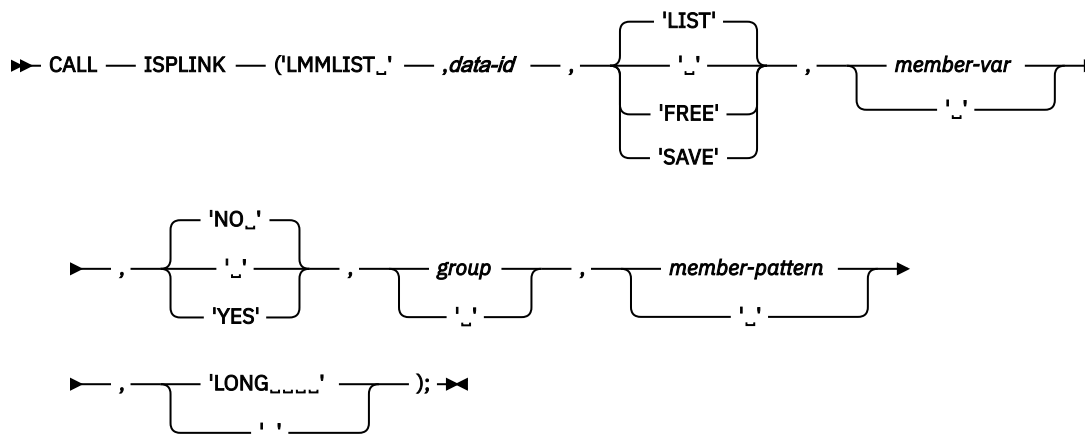 'LIST'
CALL ISPLINK ('LMMLIST␣' ,data-id , '␣' , member-var
'FREE' '␣'
'SAVE'
'NO␣'
, '␣' , group , member-pattern
'YES' '␣' '␣'
, 'LONG␣␣␣␣' );
'␣'